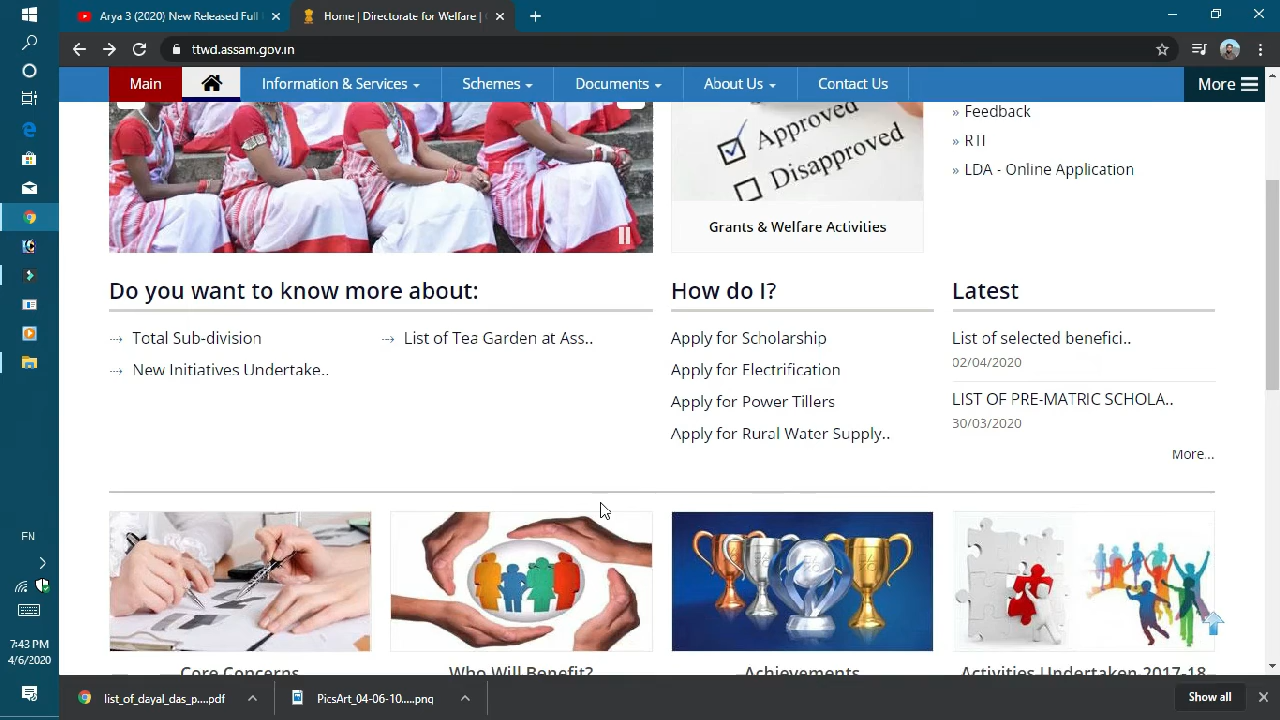 Arya 3 (2020) New Released Full
Home | Directorate for Welfare |
ttwd.assam.gov.in
Main
Information & Services
Schemes
Documents
About Us
Contact Us
More
Approved
Disapproved
Grants & Welfare Activities
» Feedback
» RTI
» LDA - Online Application
Do you want to know more about:
Total Sub-division
List of Tea Garden at Ass..
New Initiatives Undertake..
How do I?
Apply for Scholarship
Apply for Electrification
Apply for Power Tillers
Apply for Rural Water Supply..
Latest
List of selected benefici..
02/04/2020
LIST OF PRE-MATRIC SCHOLA..
30/03/2020
More...
Core Concerns
Who Will Benefit?
Achievements
Activities Undertaken 2017-18
EN
7:43 PM
4/6/2020
list_of_dayal_das_p....pdf
PicsArt_04-06-10.....png
Show all